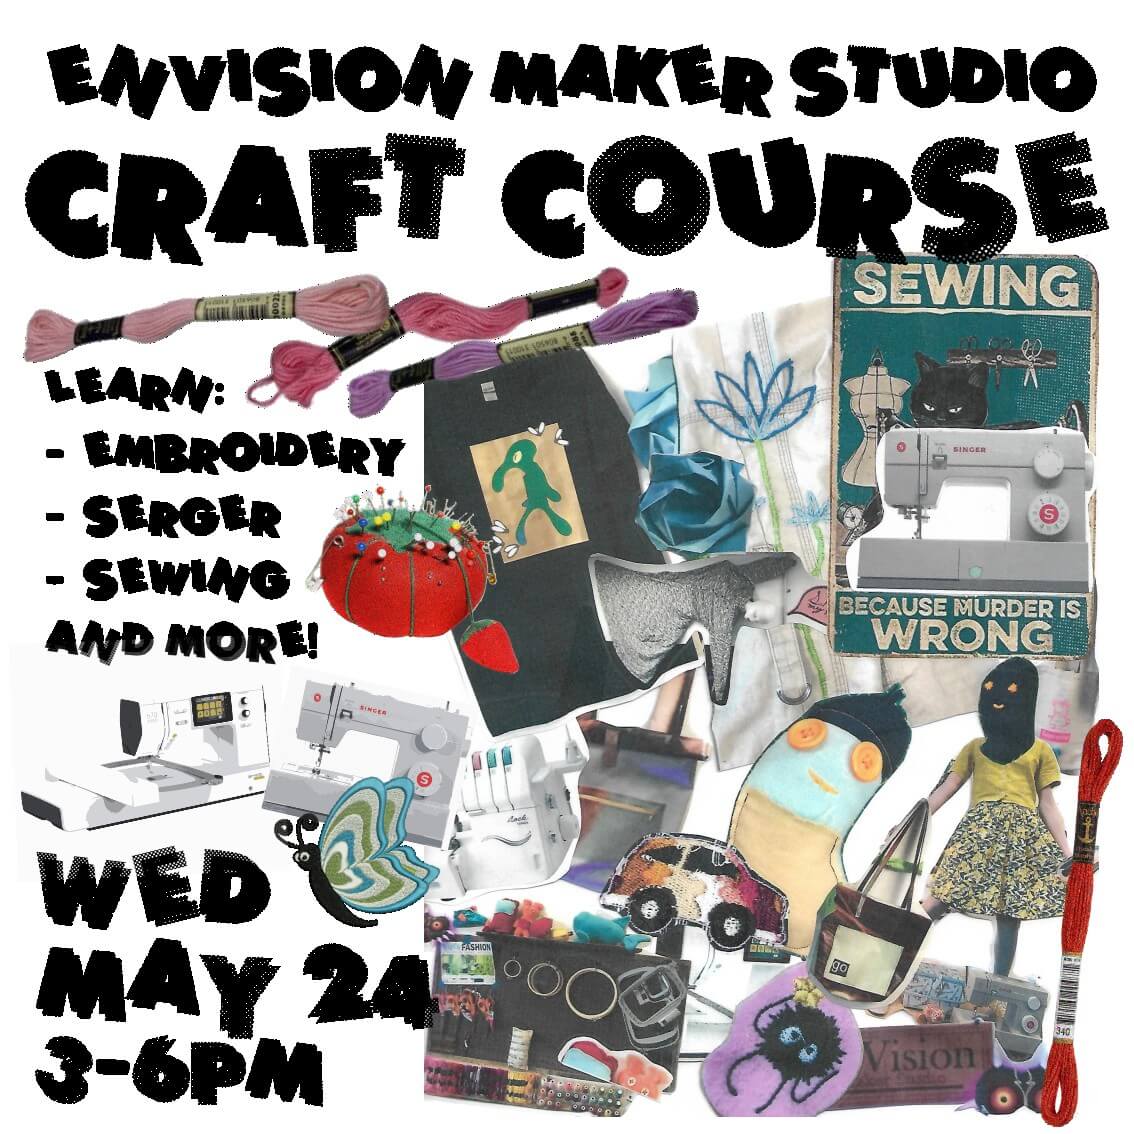 ENVISION MAKER STUDIO
CRAFT COURSE
SEWING
LEARN:
- EMBROIDERY
- SERGER
- SEWING
AND MORE!
SINGER
S
BECAUSE MURDER IS
WRONG
SINGER
S
WED
MAY 24
3-6PM
FASHION
go
340
Vision